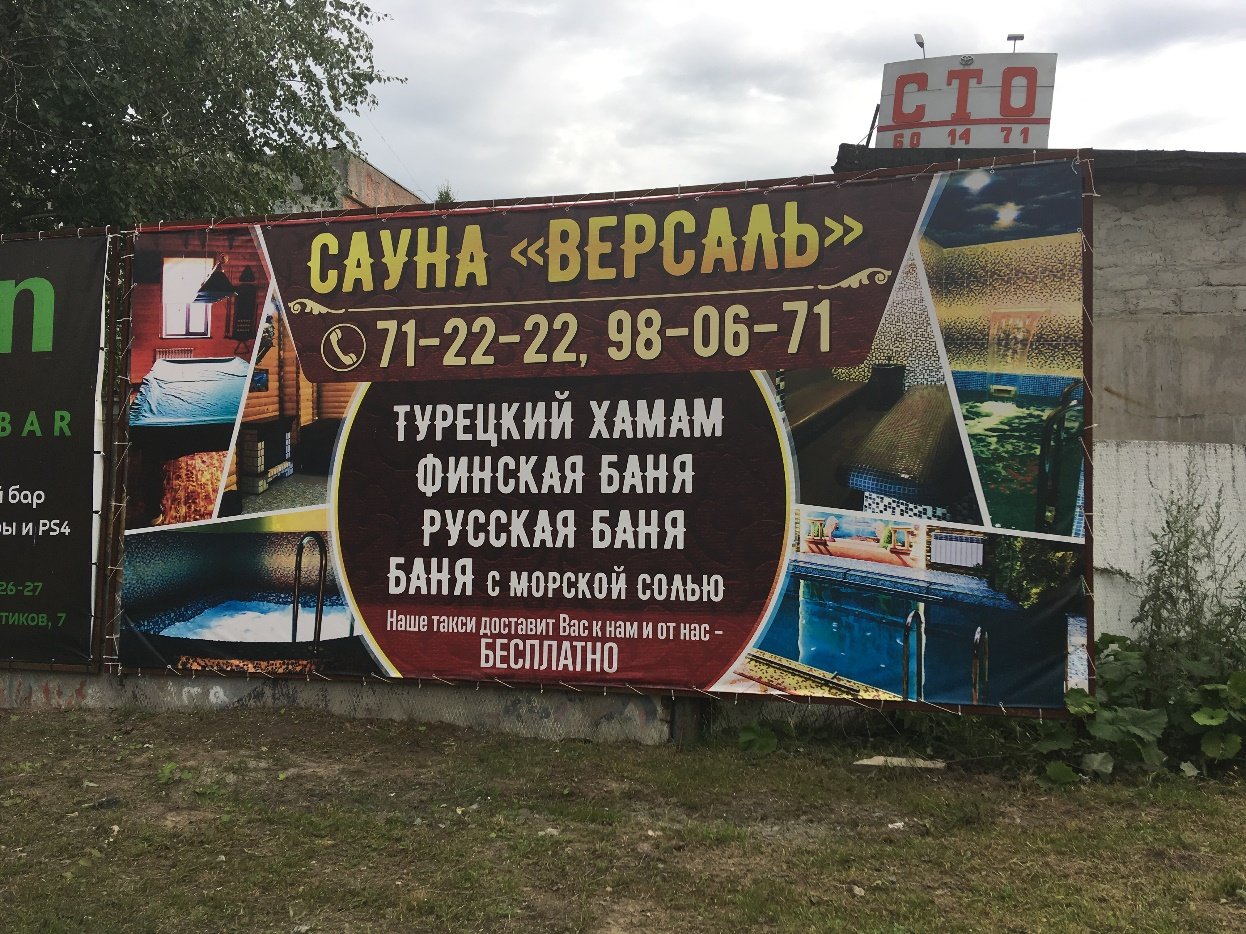 СТО
60 14 71
САУНА «ВЕРСАЛЬ»
71-22-22, 98-06-71
ТУРЕЦКИЙ ХАМАМ
ФИНСКАЯ БАНЯ
РУССКАЯ БАНЯ
БАНЯ С МОРСКОЙ СОЛЬЮ
Наше такси доставит Вас к нам и от нас -
БЕСПЛАТНО
n
BAR
й бар
ры и PS4
26-27
тиков, 7